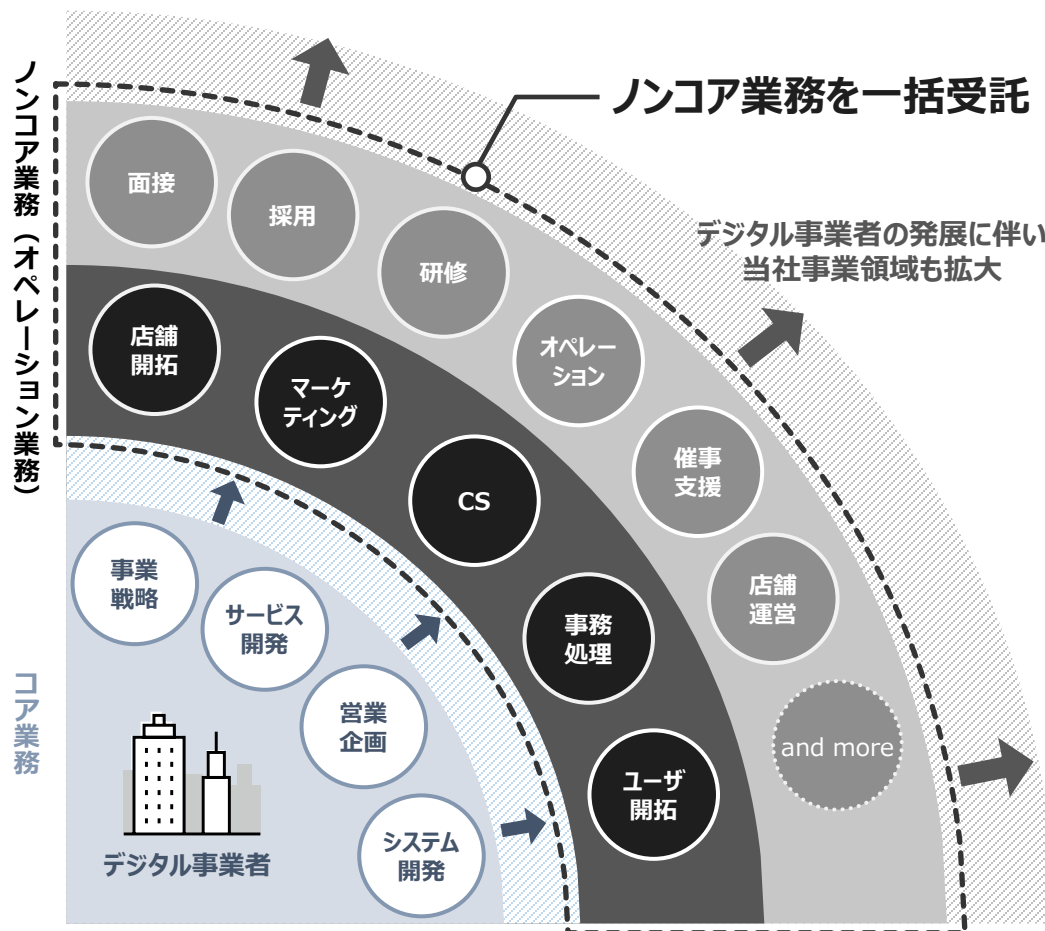 ノンコア業務を一括受託
デジタル事業者の発展に伴い
当社事業領域も拡大
ノンコア業務（オペレーション業務）
面接
採用
研修
オペレー
ション
催事
支援
店舗
運営
and more
店舗
開拓
マーケ
ティング
CS
事務
処理
ユーザ
開拓
コア業務
事業
戦略
サービス
開発
営業
企画
システム
開発
デジタル事業者